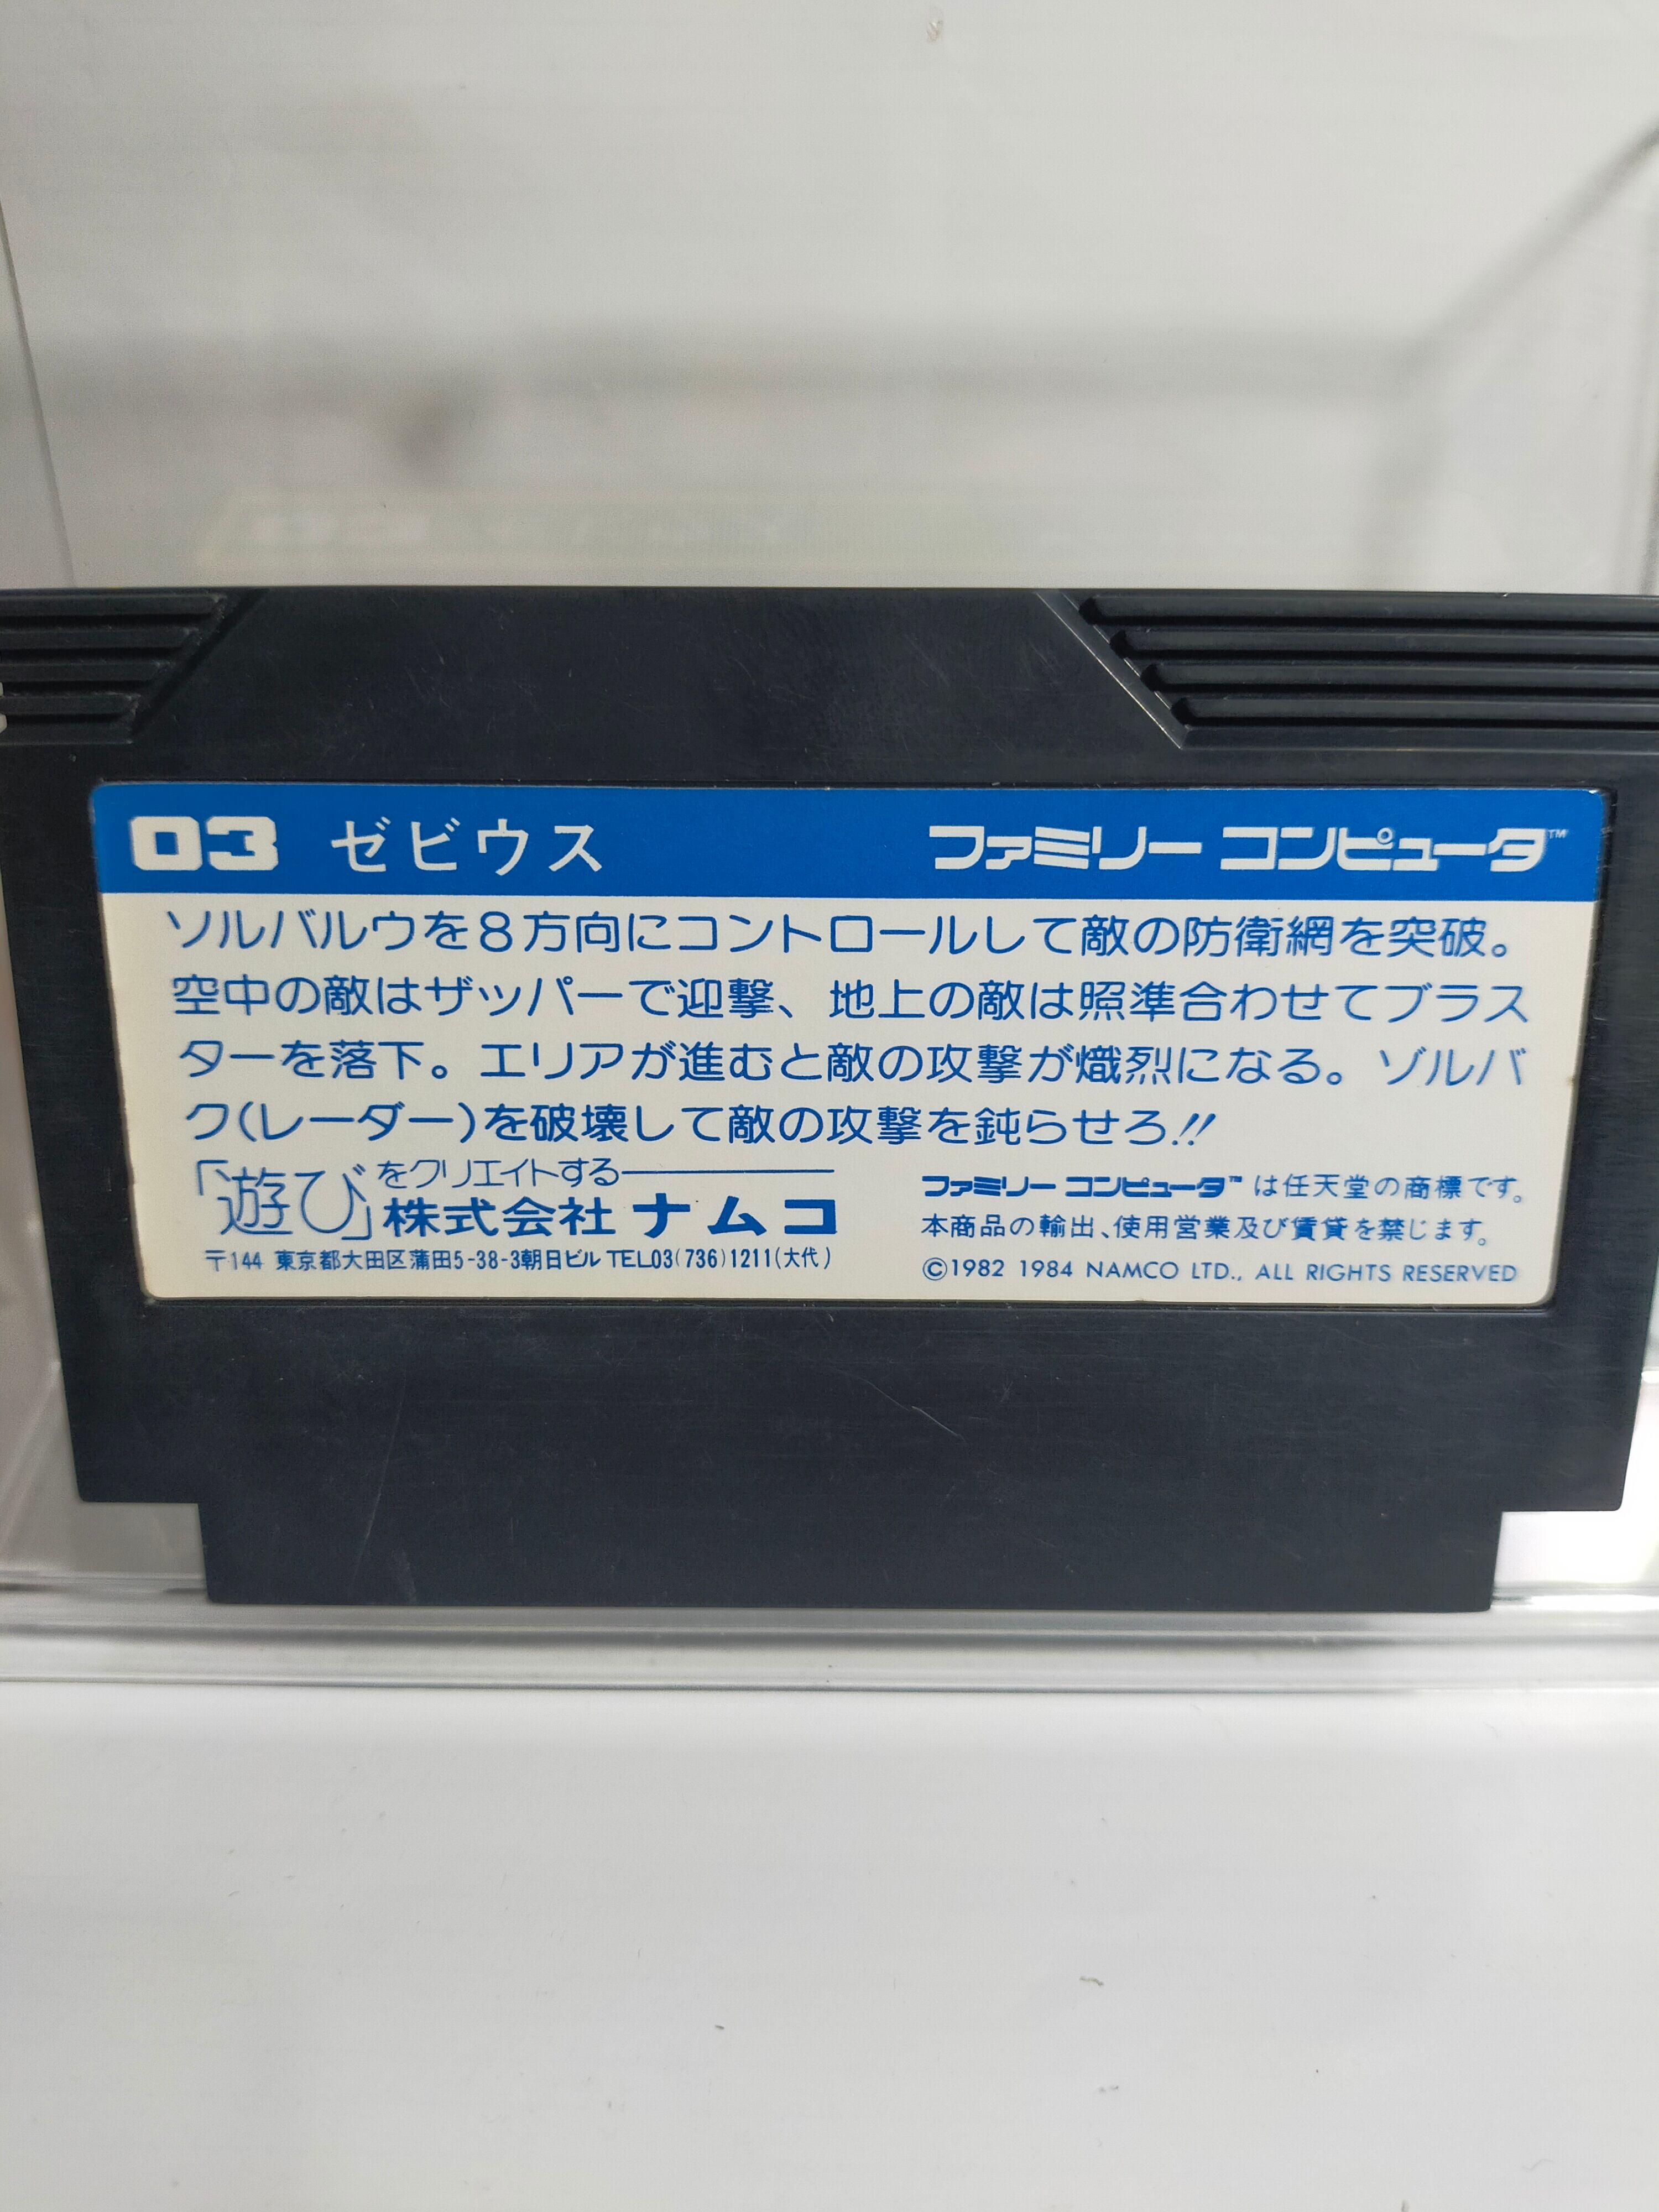 03 ゼビウス ファミリー コンピュータ™
ソルバルウを8方向にコントロールして敵の防衛網を突破。
空中の敵はザッパーで迎撃、地上の敵は照準合わせてブラス
ターを落下。エリアが進むと敵の攻撃が熾烈になる。ゾルバ
ク(レーダー)を破壊して敵の攻撃を鈍らせろ!!
「遊び」をクリエイトする
株式会社 ナムコ
〒144 東京都大田区蒲田5-38-3朝日ビル TEL03(736)1211(大代)
ファミリー コンピュータ™は任天堂の商標です。
本商品の輸出、使用営業及び賃貸を禁じます。
©1982 1984 NAMCO LTD., ALL RIGHTS RESERVED